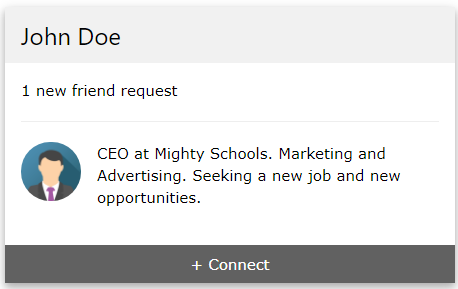 John Doe
1 new friend request
CEO at Mighty Schools. Marketing and
Advertising. Seeking a new job and new
opportunities.
+ Connect